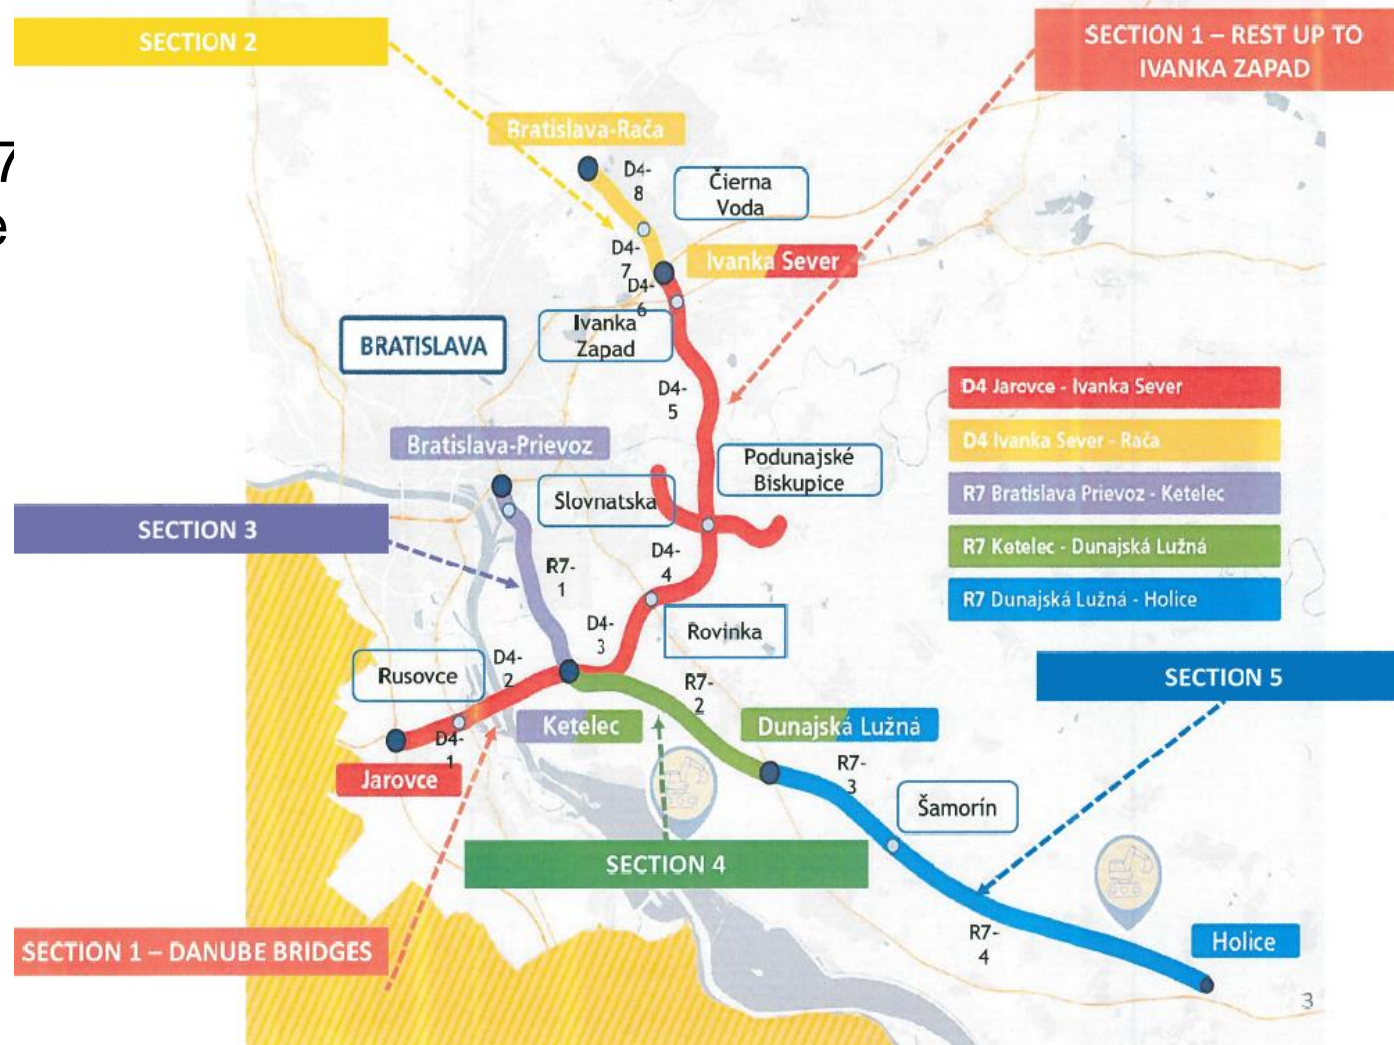 SECTION 2
SECTION 1 – REST UP TO
IVANKA ZAPAD
7
e
Bratislava-Rača
D4-
8
Čierna
Voda
D4-
7
Ivanka Sever
D4-
6
Ivanka
Zapad
BRATISLAVA
D4-
5
D4 Jarovce - Ivanka Sever
D4 Ivanka Sever - Rača
R7 Bratislava Prievoz - Ketelec
R7 Ketelec - Dunajská Lužná
R7 Dunajská Lužná - Holice
Bratislava-Prievoz
Podunajské
Biskupice
Slovnatska
SECTION 3
D4-
4
R7-
1
D4-
3
Rovinka
D4-
2
Rusovce
R7-
2
SECTION 5
Ketelec
Dunajská Lužná
D4-
1
Jarovce
R7-
3
Šamorín
SECTION 4
R7-
4
Holice
SECTION 1 – DANUBE BRIDGES
3